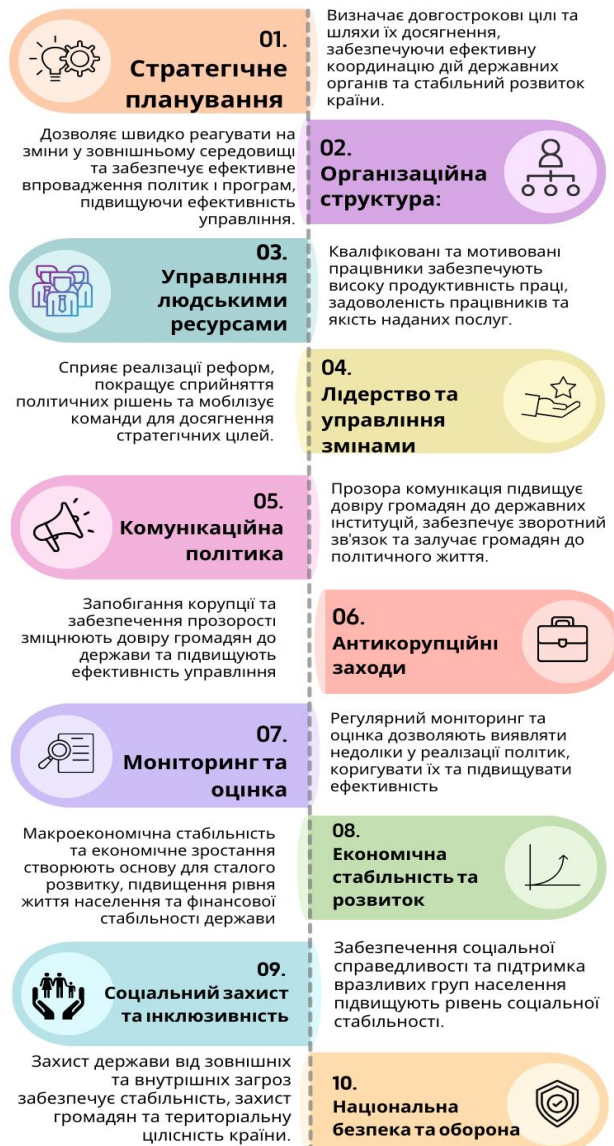 01.
Стратегічне
планування
Визначає довгострокові цілі та
шляхи їх досягнення,
забезпечуючи ефективну
координацію дій державних
органів та стабільний розвиток
країни.
02.
Організаційна
структура:
Дозволяє швидко реагувати на
зміни у зовнішньому середовищі
та забезпечує ефективне
впровадження політик і програм,
підвищуючи ефективність
управління.
03.
Управління
людськими
ресурсами
Кваліфіковані та мотивовані
працівники забезпечують
високу продуктивність праці,
задоволеність працівників та
якість наданих послуг.
04.
Лідерство та
управління
змінами
Сприяє реалізації реформ,
покращує сприйняття
політичних рішень та мобілізує
команди для досягнення
стратегічних цілей.
05.
Комунікаційна
політика
Прозора комунікація підвищує
довіру громадян до державних
інституцій, забезпечує зворотний
зв'язок та залучає громадян до
політичного життя.
06.
Антикорупційні
заходи
Запобігання корупції та
забезпечення прозорості
зміцнюють довіру громадян до
держави та підвищують
ефективність управління
07.
Моніторинг та
оцінка
Регулярний моніторинг та
оцінка дозволяють виявляти
недоліки у реалізації політик,
коригувати їх та підвищувати
ефективність
08.
Економічна
стабільність та
розвиток
Макроекономічна стабільність
та економічне зростання
створюють основу для сталого
розвитку, підвищення рівня
життя населення та фінансової
стабільності держави
09.
Соціальний захист
та інклюзивність
Забезпечення соціальної
справедливості та підтримка
вразливих груп населення
підвищують рівень соціальної
стабільності.
10.
Національна
безпека та оборона
Захист держави від зовнішніх
та внутрішніх загроз
забезпечує стабільність, захист
громадян та територіальну
цілісність країни.